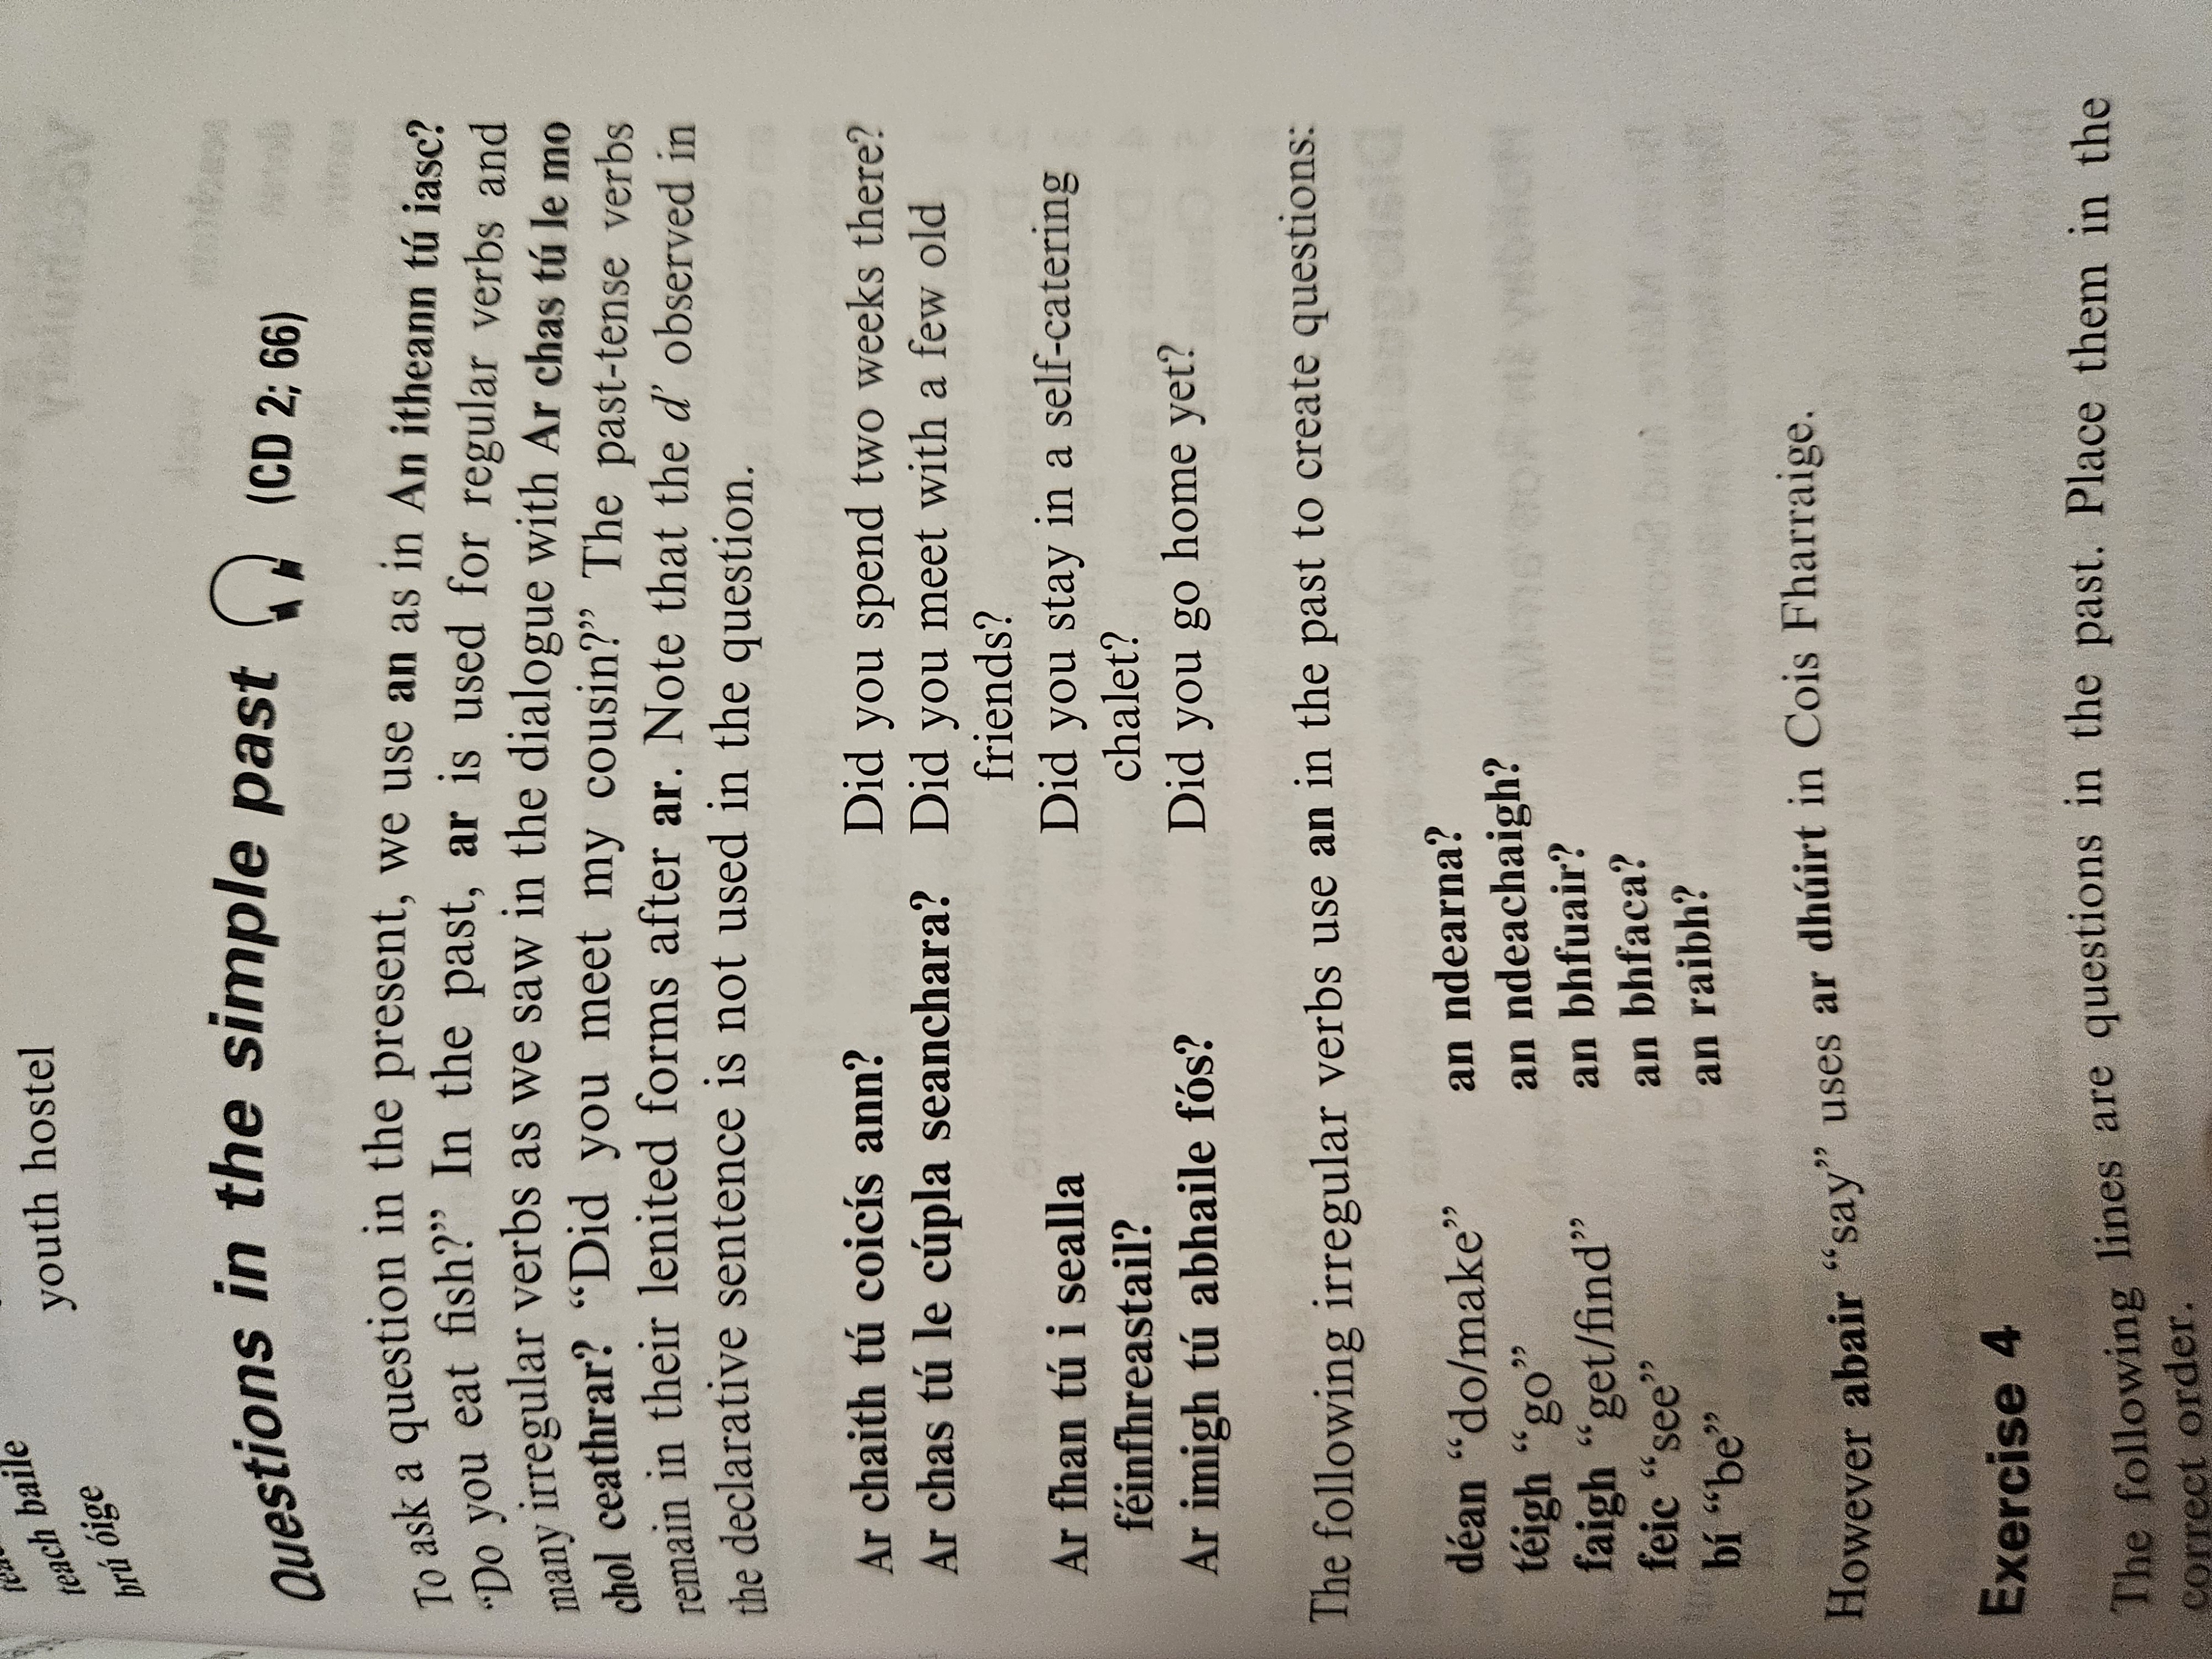 teach baile
brú óige youth hostel
Questions in the simple past (CD 2; 66)
To ask a question in the present, we use an as in An itheann tú iasc?
“Do you eat fish?” In the past, ar is used for regular verbs and
many irregular verbs as we saw in the dialogue with Ar chas tú le mo
chol ceathrar? “Did you meet my cousin?” The past-tense verbs
remain in their lenited forms after ar. Note that the d’ observed in
the declarative sentence is not used in the question.
Ar chaith tú coicís ann? Did you spend two weeks there?
Ar chas tú le cúpla seanchara? Did you meet with a few old
friends?
Ar fhan tú i sealla Did you stay in a self-catering
féinfhreastail? chalet?
Ar imigh tú abhaile fós? Did you go home yet?
The following irregular verbs use an in the past to create questions:
déan “do/make” an ndearna?
téigh “go” an ndeachaigh?
faigh “get/find” an bhfuair?
feic “see” an bhfaca?
bí “be” an raibh?
However abair “say” uses ar dhúirt in Cois Fharraige.
Exercise 4
The following lines are questions in the past. Place them in the
correct order.